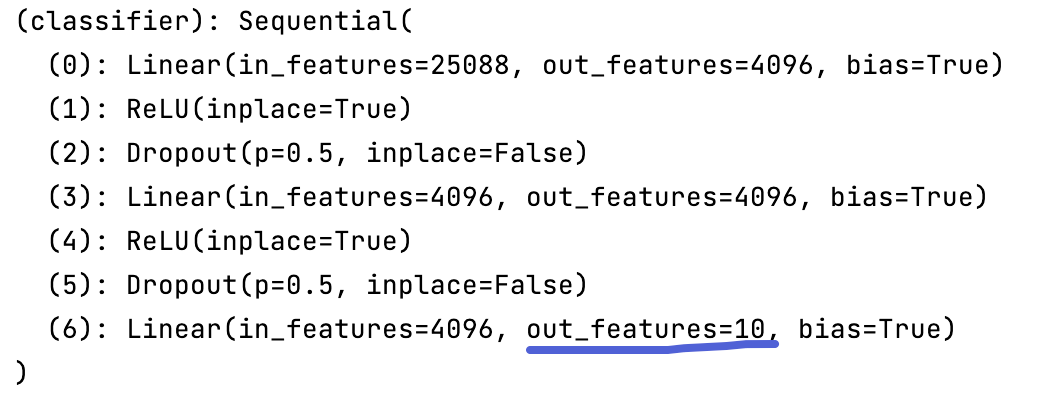 (classifier): Sequential(
(0): Linear(in_features=25088, out_features=4096, bias=True)
(1): ReLU(inplace=True)
(2): Dropout(p=0.5, inplace=False)
(3): Linear(in_features=4096, out_features=4096, bias=True)
(4): ReLU(inplace=True)
(5): Dropout(p=0.5, inplace=False)
(6): Linear(in_features=4096, out_features=10, bias=True)
)